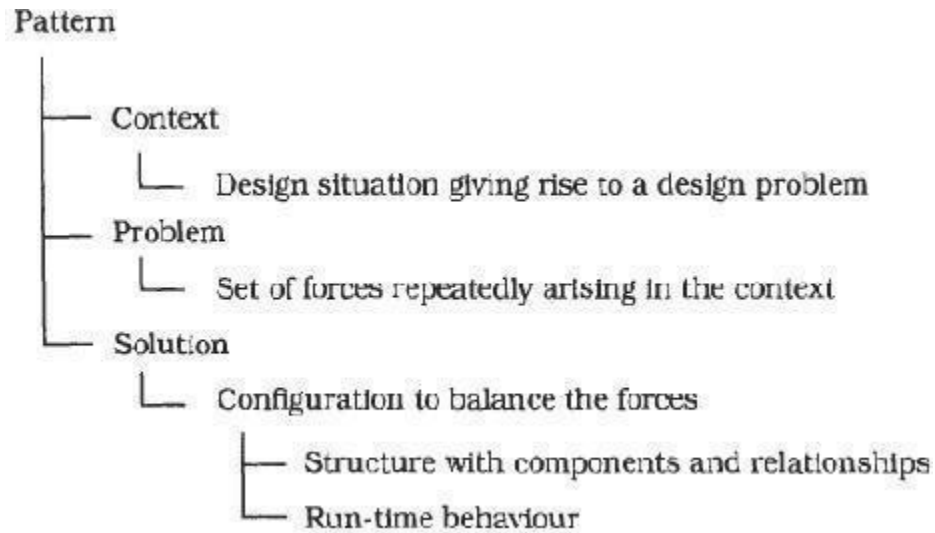 Pattern
Context
Design situation giving rise to a design problem
Problem
Set of forces repeatedly arising in the context
Solution
Configuration to balance the forces
Structure with components and relationships
Run-time behaviour